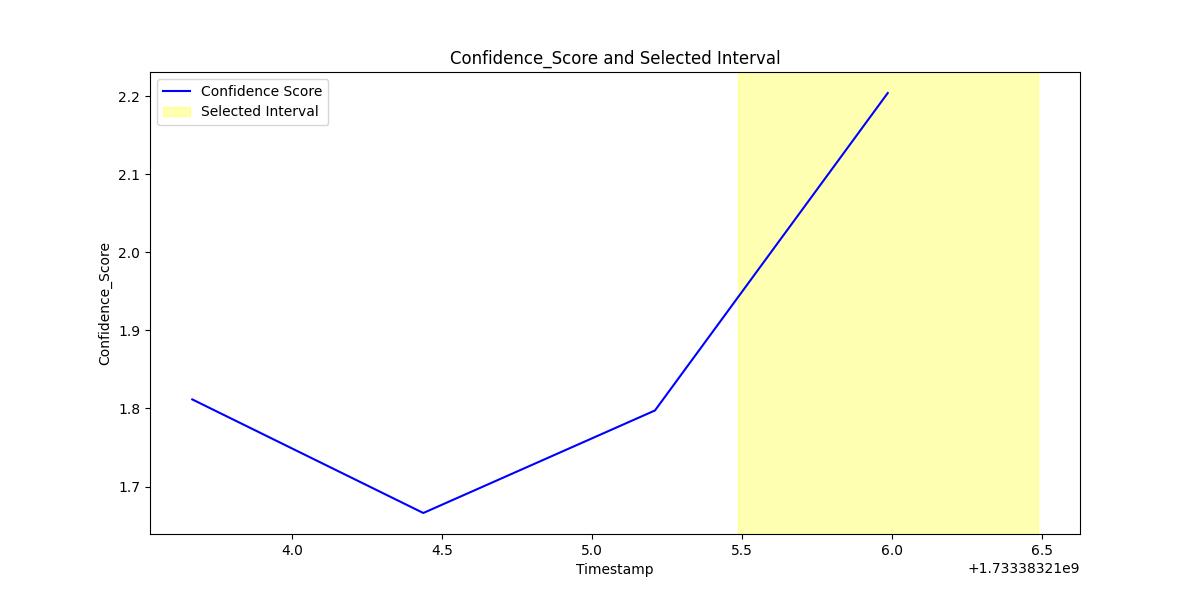 Confidence_Score and Selected Interval
Confidence Score
Selected Interval
Confidence_Score
2.2
2.1
2.0
1.9
1.8
1.7
4.0 4.5 5.0 5.5 6.0 6.5
Timestamp
+1.73338321e9